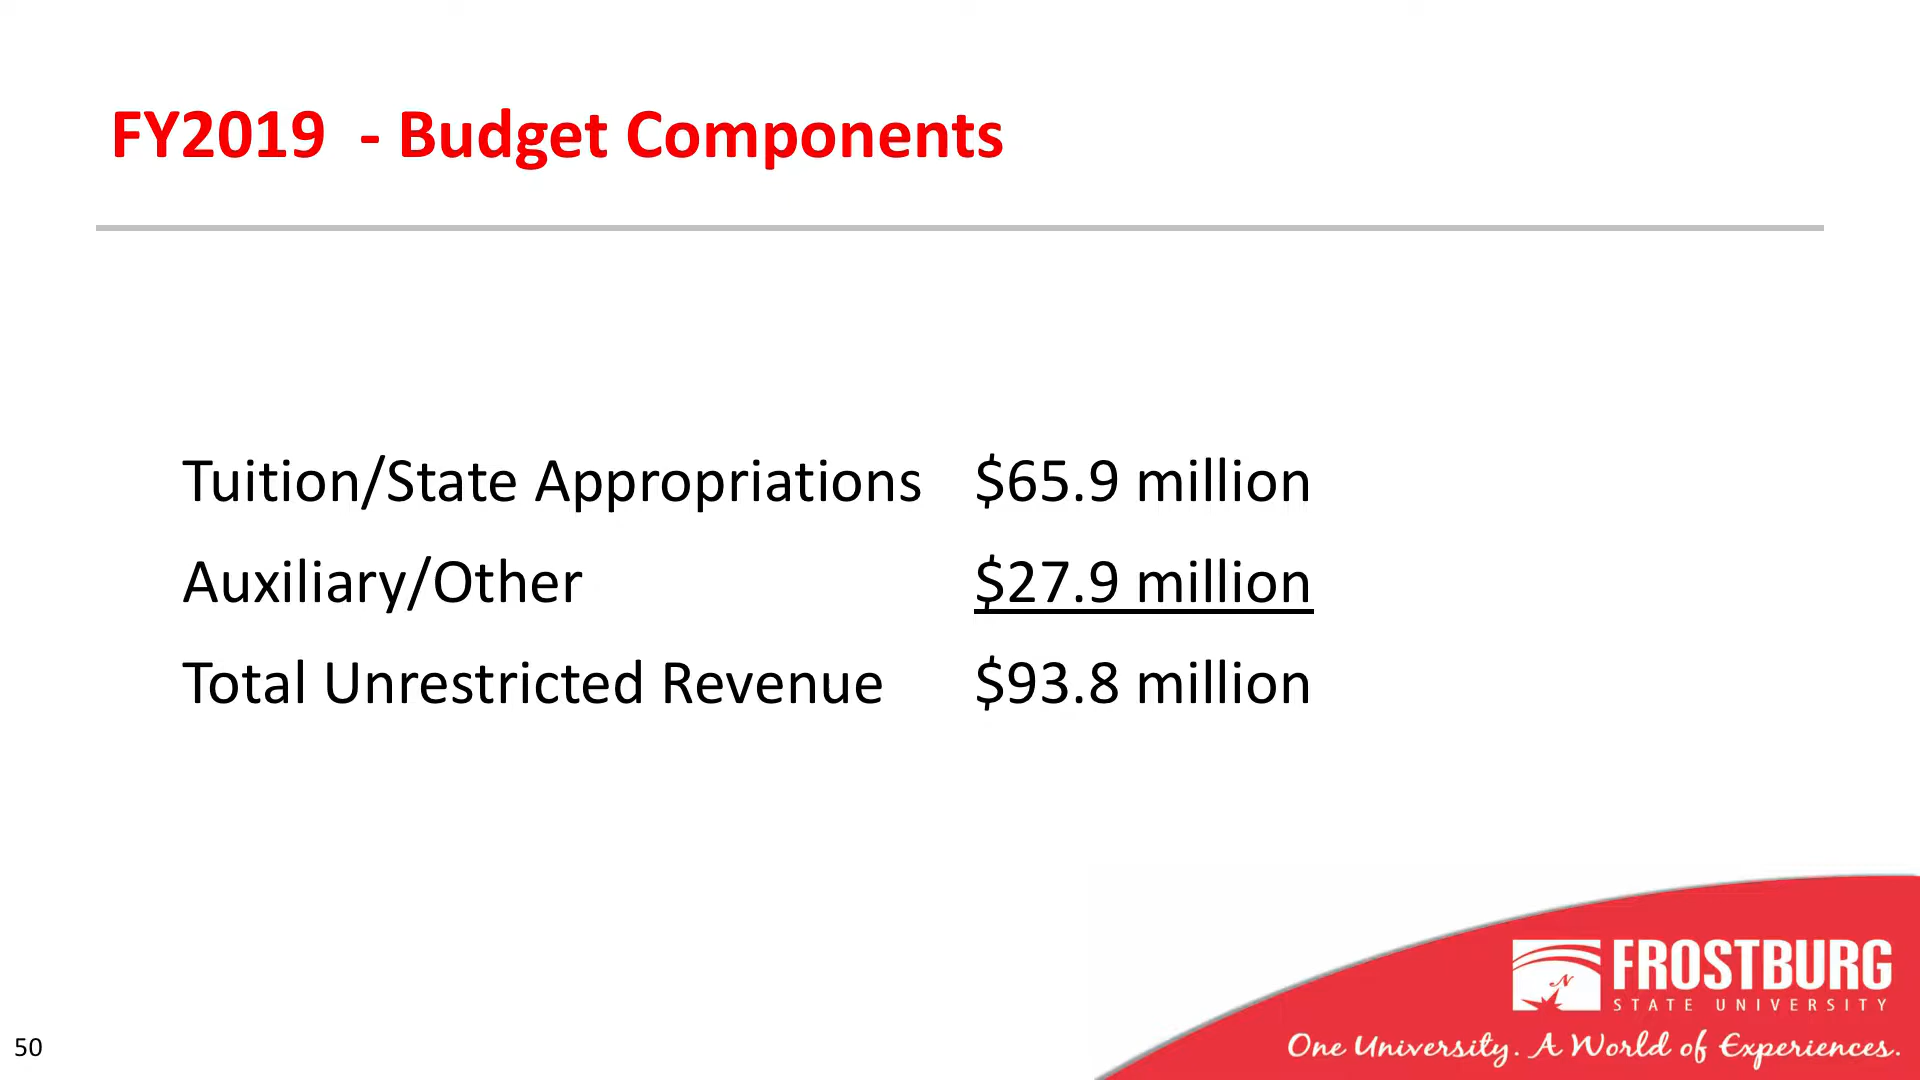 FY2019 - Budget Components
Tuition/State Appropriations $65.9 million
Auxiliary/Other $27.9 million
Total Unrestricted Revenue $93.8 million
FROSTBURG
STATE UNIVERSITY
One University. A World of Experiences.
50